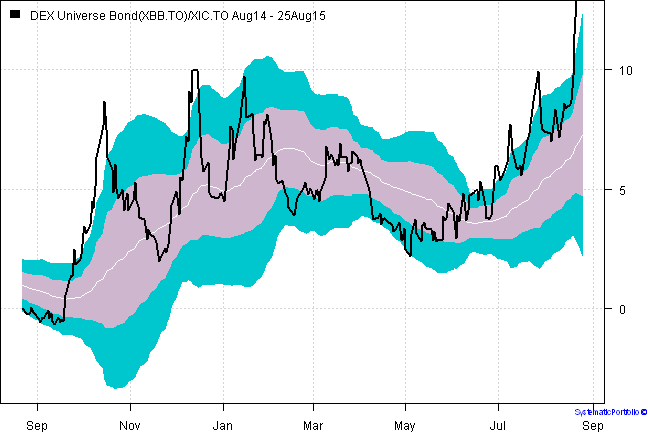 DEX Universe Bond(XBB.TO)/XIC.TO Aug14 - 25Aug15
10
5
0
Sep Nov Jan Mar May Jul Sep
SystematicPortfolio ©